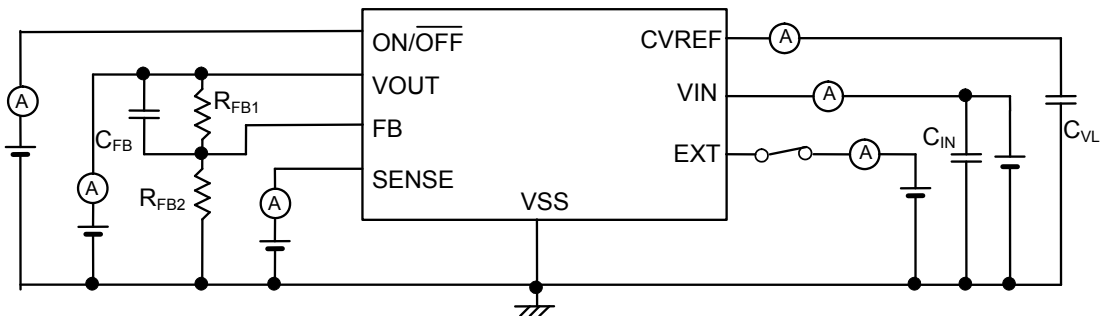 ON/OFF
VOUT
FB
SENSE
CVREF
VIN
EXT
VSS
A
A
A
A
A
A
RFB1
CFB
RFB2
CIN
CVL